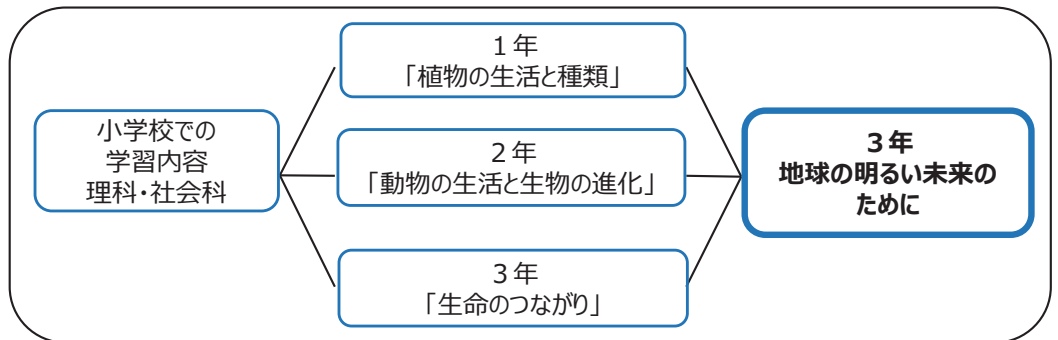 小学校での
学習内容
理科・社会科
１年
「植物の生活と種類」
２年
「動物の生活と生物の進化」
３年
「生命のつながり」
３年
地球の明るい未来の
ために